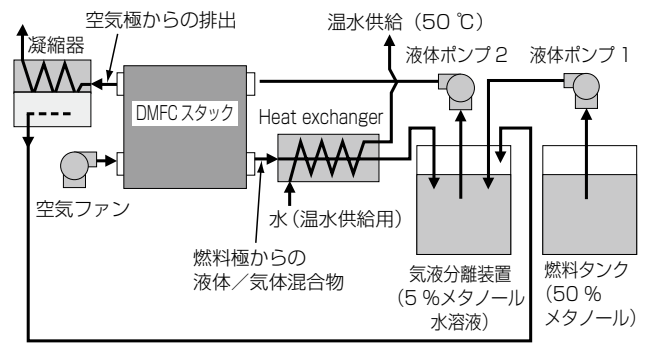 空気極からの排出
温水供給(50 ℃)
凝縮器
液体ポンプ 2
液体ポンプ 1
DMFCスタック
Heat exchanger
空気ファン
水(温水供給用)
燃料極からの
液体/気体混合物
気液分離装置
(5 %メタノール
水溶液)
燃料タンク
(50 %
メタノール)